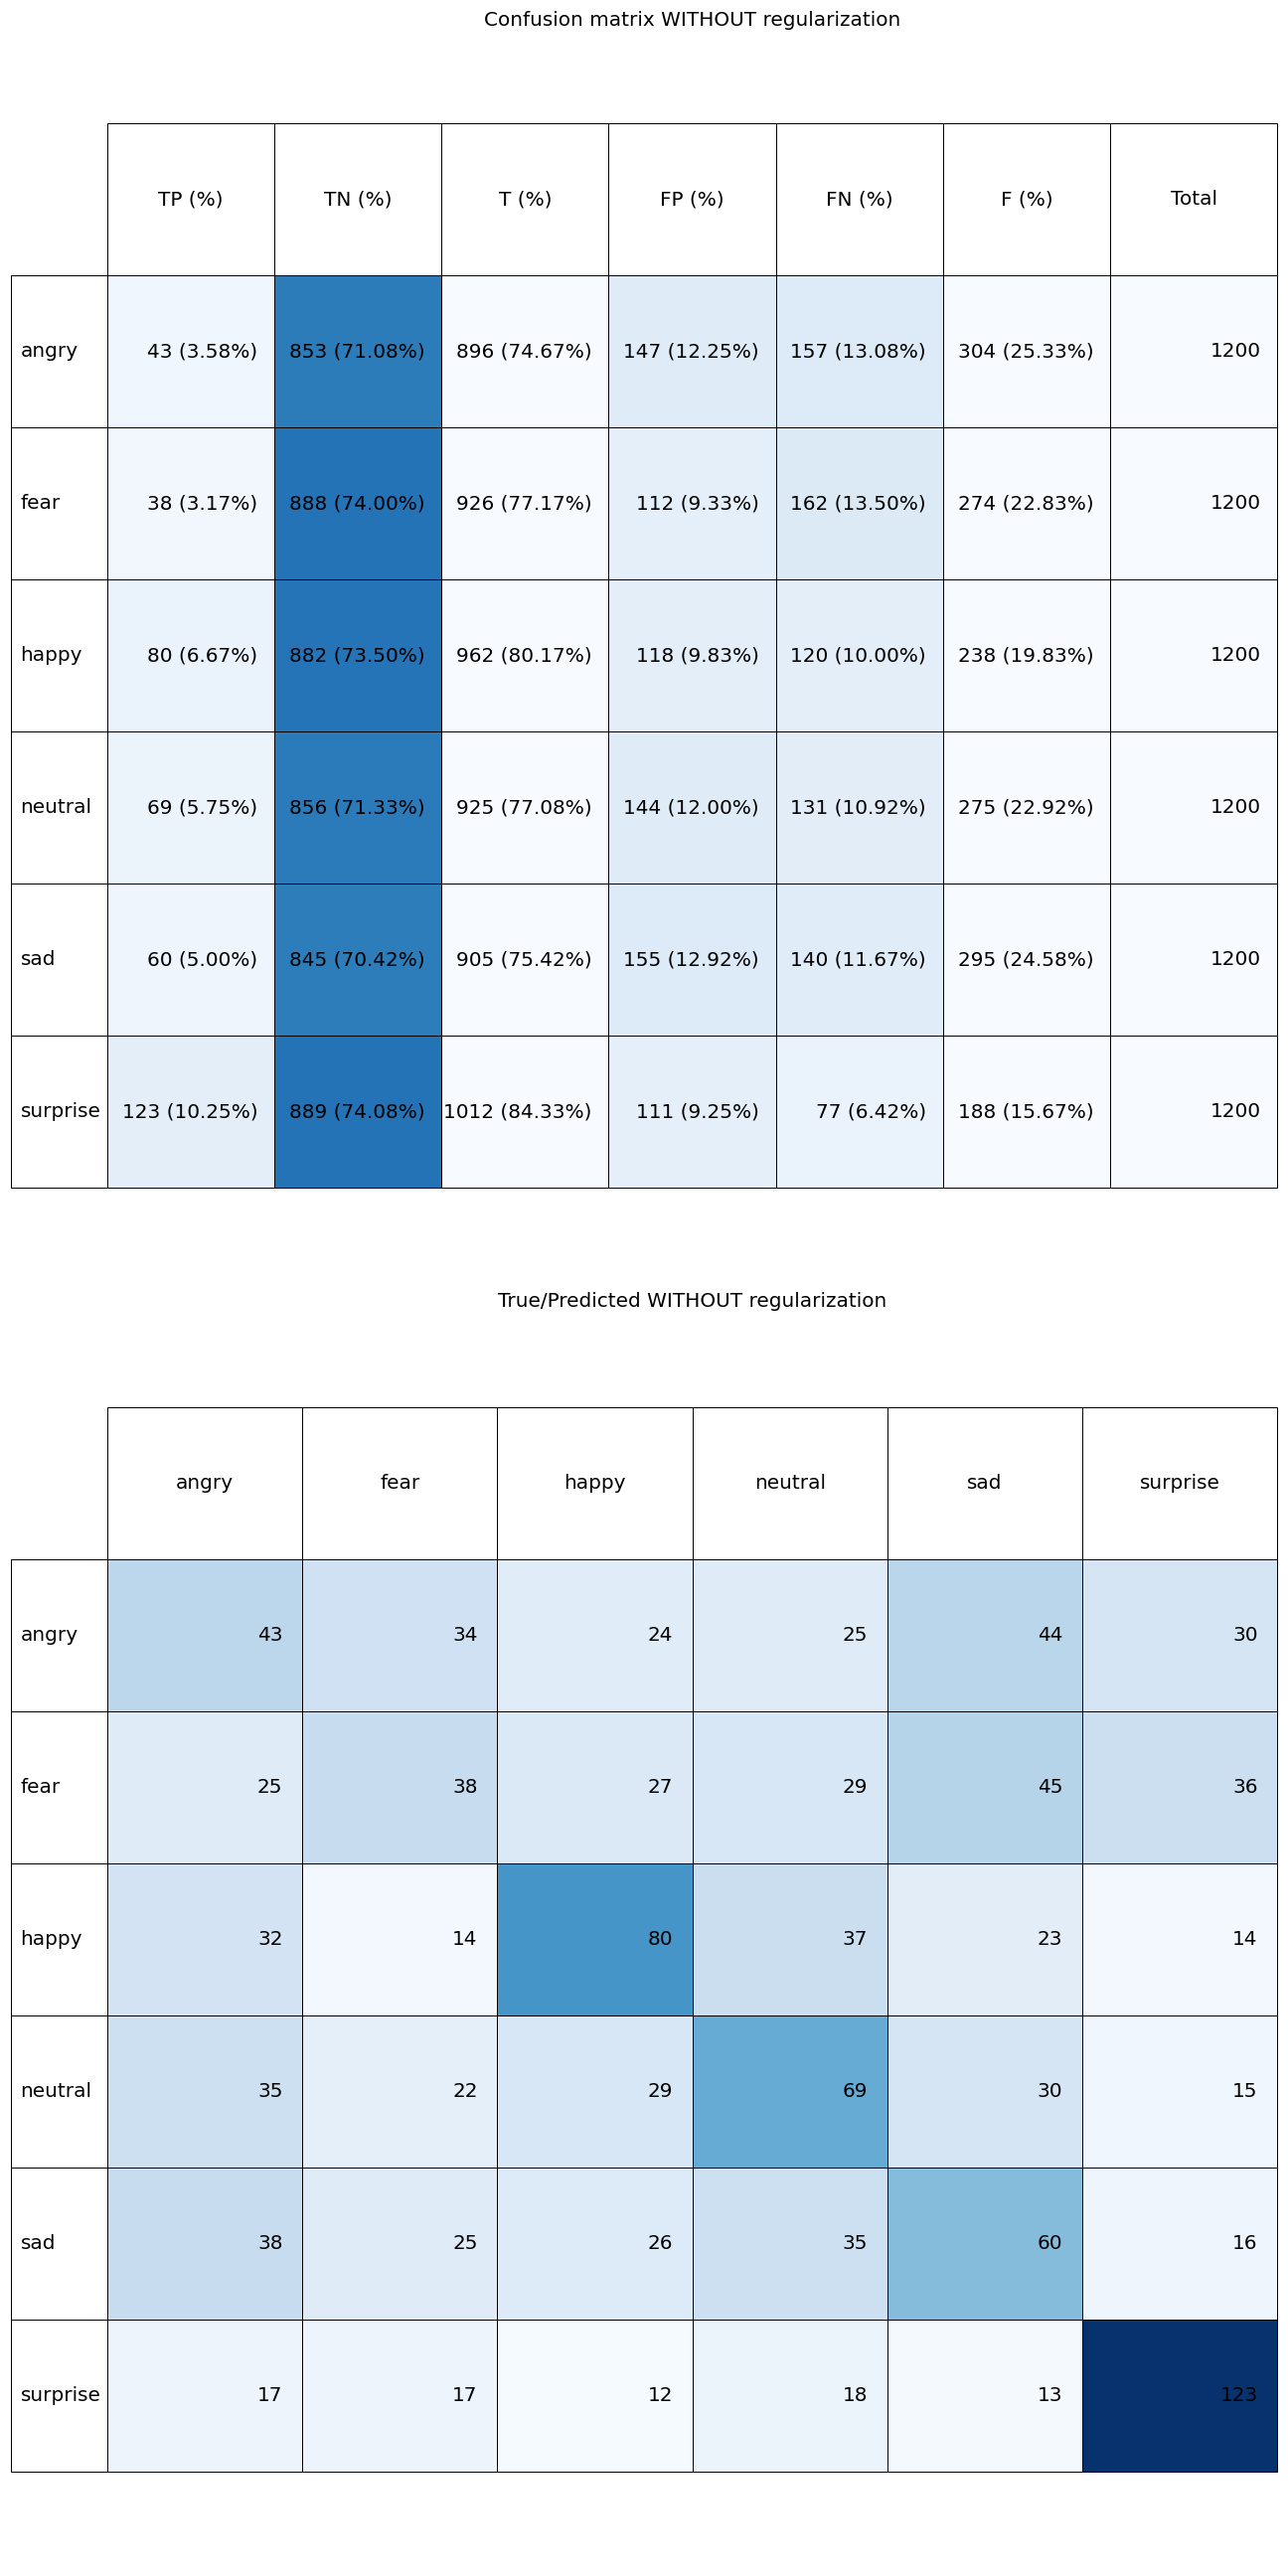 Confusion matrix WITHOUT regularization
TP (%) TN (%) T (%) FP (%) FN (%) F (%) Total
angry 43 (3.58%) 853 (71.08%) 896 (74.67%) 147 (12.25%) 157 (13.08%) 304 (25.33%) 1200
fear 38 (3.17%) 888 (74.00%) 926 (77.17%) 112 (9.33%) 162 (13.50%) 274 (22.83%) 1200
happy 80 (6.67%) 882 (73.50%) 962 (80.17%) 118 (9.83%) 120 (10.00%) 238 (19.83%) 1200
neutral 69 (5.75%) 856 (71.33%) 925 (77.08%) 144 (12.00%) 131 (10.92%) 275 (22.92%) 1200
sad 60 (5.00%) 845 (70.42%) 905 (75.42%) 155 (12.92%) 140 (11.67%) 295 (24.58%) 1200
surprise 123 (10.25%) 889 (74.08%) 1012 (84.33%) 111 (9.25%) 77 (6.42%) 188 (15.67%) 1200
True/Predicted WITHOUT regularization
angry fear happy neutral sad surprise
angry 43 34 24 25 44 30
fear 25 38 27 29 45 36
happy 32 14 80 37 23 14
neutral 35 22 29 69 30 15
sad 38 25 26 35 60 16
surprise 17 17 12 18 13 123